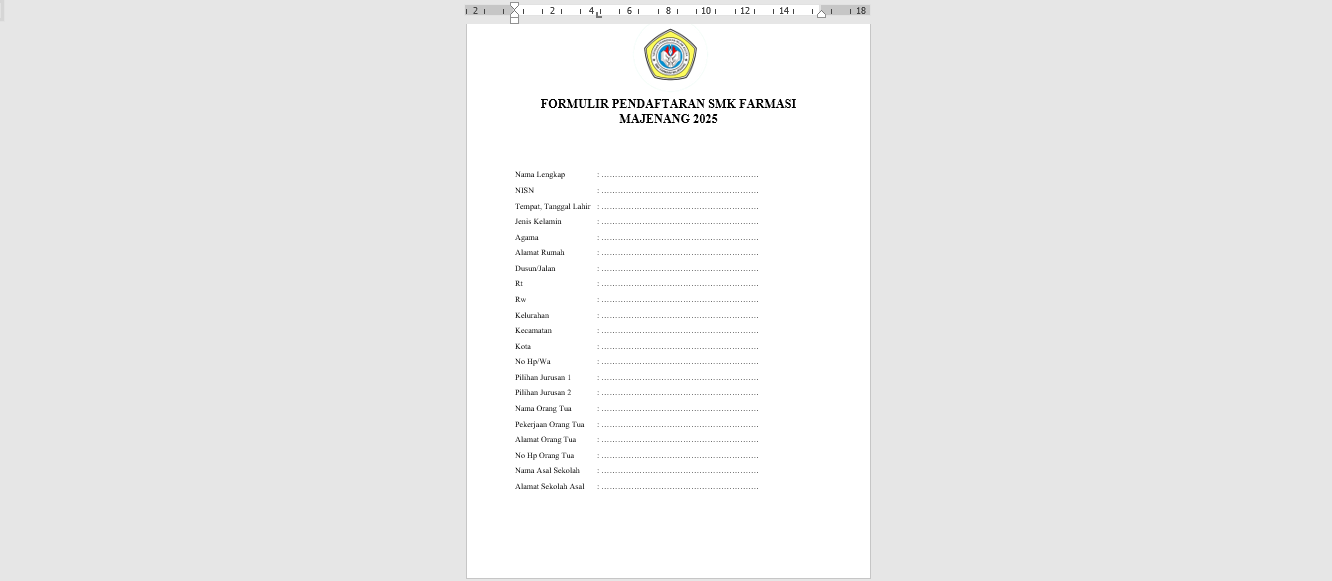 2 2 4 6 8 10 12 14 18
FORMULIR PENDAFTARAN SMK FARMASI
MAJENANG 2025
Nama Lengkap : ..........................................................
NISN : ..........................................................
Tempat, Tanggal Lahir : ..........................................................
Jenis Kelamin : ..........................................................
Agama : ..........................................................
Alamat Rumah : ..........................................................
Dusun/Jalan : ..........................................................
Rt : ..........................................................
Rw : ..........................................................
Kelurahan : ..........................................................
Kecamatan : ..........................................................
Kota : ..........................................................
No Hp/Wa : ..........................................................
Pilihan Jurusan 1 : ..........................................................
Pilihan Jurusan 2 : ..........................................................
Nama Orang Tua : ..........................................................
Pekerjaan Orang Tua : ..........................................................
Alamat Orang Tua : ..........................................................
No Hp Orang Tua : ..........................................................
Nama Asal Sekolah : ..........................................................
Alamat Sekolah Asal : ..........................................................